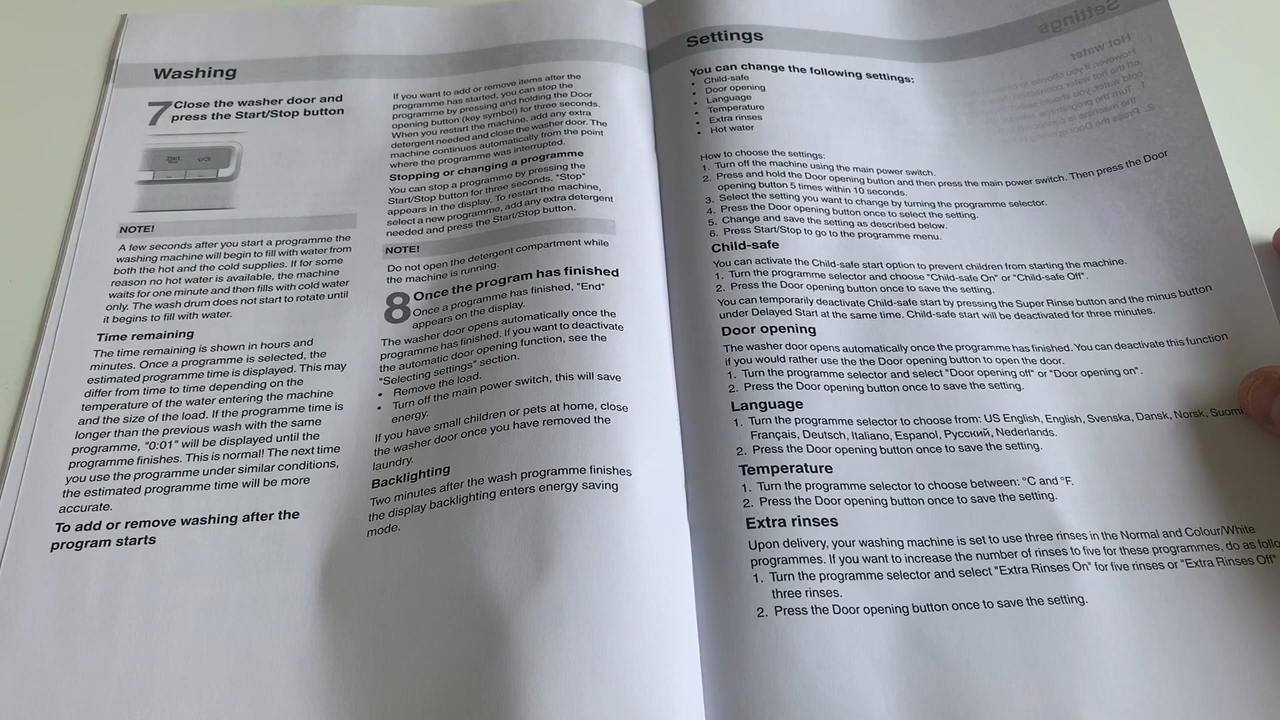 Washing
7 Close the washer door and
press the Start/Stop button
NOTE!
A few seconds after you start a programme the
washing machine will begin to fill with water from
both the hot and the cold supplies. If for some
reason no hot water is available, the machine
waits for one minute and then fills with cold water
only. The wash drum does not start to rotate until
it begins to fill with water.
Time remaining
The time remaining is shown in hours and
minutes. Once a programme is selected, the
estimated programme time is displayed. This may
differ from time to time depending on the
temperature of the water entering the machine
and the size of the load. If the programme time is
longer than the previous wash with the same
programme, "0:01" will be displayed until the
programme finishes. This is normal! The next time
you use the programme under similar conditions,
the estimated programme time will be more
accurate.
To add or remove washing after the
program starts
If you want to add or remove items after the
programme has started, you can stop the
programme by pressing and holding the Door
opening button (key symbol) for three seconds.
When you restart the machine, add any extra
detergent needed and close the washer door. The
machine continues automatically from the point
where the programme was interrupted.
Stopping or changing a programme
You can stop a programme by pressing the
Start/Stop button for three seconds. "Stop"
appears in the display. To restart the machine,
select a new programme, add any extra detergent
needed and press the Start/Stop button.
NOTE!
Do not open the detergent compartment while
the machine is running.
8 Once the program has finished
Once a programme has finished, "End"
appears on the display.
The washer door opens automatically once the
programme has finished. If you want to deactivate
the automatic door opening function, see the
"Selecting settings" section.
• Remove the load.
• Turn off the main power switch, this will save
energy.
If you have small children or pets at home, close
the washer door once you have removed the
laundry.
Backlighting
Two minutes after the wash programme finishes
the display backlighting enters energy saving
mode.
Settings
You can change the following settings:
• Child-safe
• Door opening
• Language
• Temperature
• Extra rinses
• Hot water
How to choose the settings:
1. Turn off the machine using the main power switch.
2. Press and hold the Door opening button and then press the main power switch. Then press the Door
opening button 5 times within 10 seconds.
3. Select the setting you want to change by turning the programme selector.
4. Press the Door opening button once to select the setting.
5. Change and save the setting as described below.
6. Press Start/Stop to go to the programme menu.
Child-safe
You can activate the Child-safe start option to prevent children from starting the machine.
1. Turn the programme selector and choose "Child-safe On" or "Child-safe Off".
2. Press the Door opening button once to save the setting.
You can temporarily deactivate Child-safe start by pressing the Super Rinse button and the minus button
under Delayed Start at the same time. Child-safe start will be deactivated for three minutes.
Door opening
The washer door opens automatically once the programme has finished. You can deactivate this function
if you would rather use the the Door opening button to open the door.
1. Turn the programme selector and select "Door opening off" or "Door opening on".
2. Press the Door opening button once to save the setting.
Language
1. Turn the programme selector to choose from: US English, English, Svenska, Dansk, Norsk, Suomi,
Français, Deutsch, Italiano, Espanol, Русский, Nederlands.
2. Press the Door opening button once to save the setting.
Temperature
1. Turn the programme selector to choose between: °C and °F.
2. Press the Door opening button once to save the setting.
Extra rinses
Upon delivery, your washing machine is set to use three rinses in the Normal and Colour/White
programmes. If you want to increase the number of rinses to five for these programmes, do as follo
1. Turn the programme selector and select "Extra Rinses On" for five rinses or "Extra Rinses Off"
three rinses.
2. Press the Door opening button once to save the setting.